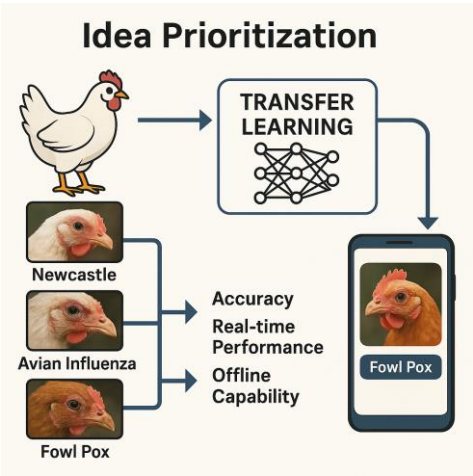 Idea Prioritization
TRANSFER
LEARNING
Newcastle
Avian Influenza
Fowl Pox
Accuracy
Real-time
Performance
Offline
Capability
Fowl Pox